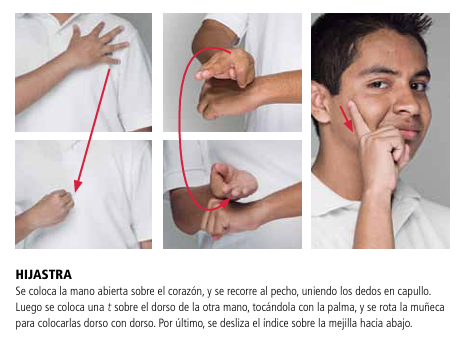 HIJASTRA
Se coloca la mano abierta sobre el corazón, y se recorre al pecho, uniendo los dedos en capullo.
Luego se coloca una t sobre el dorso de la otra mano, tocándola con la palma, y se rota la muñeca
para colocarlas dorso con dorso. Por último, se desliza el índice sobre la mejilla hacia abajo.